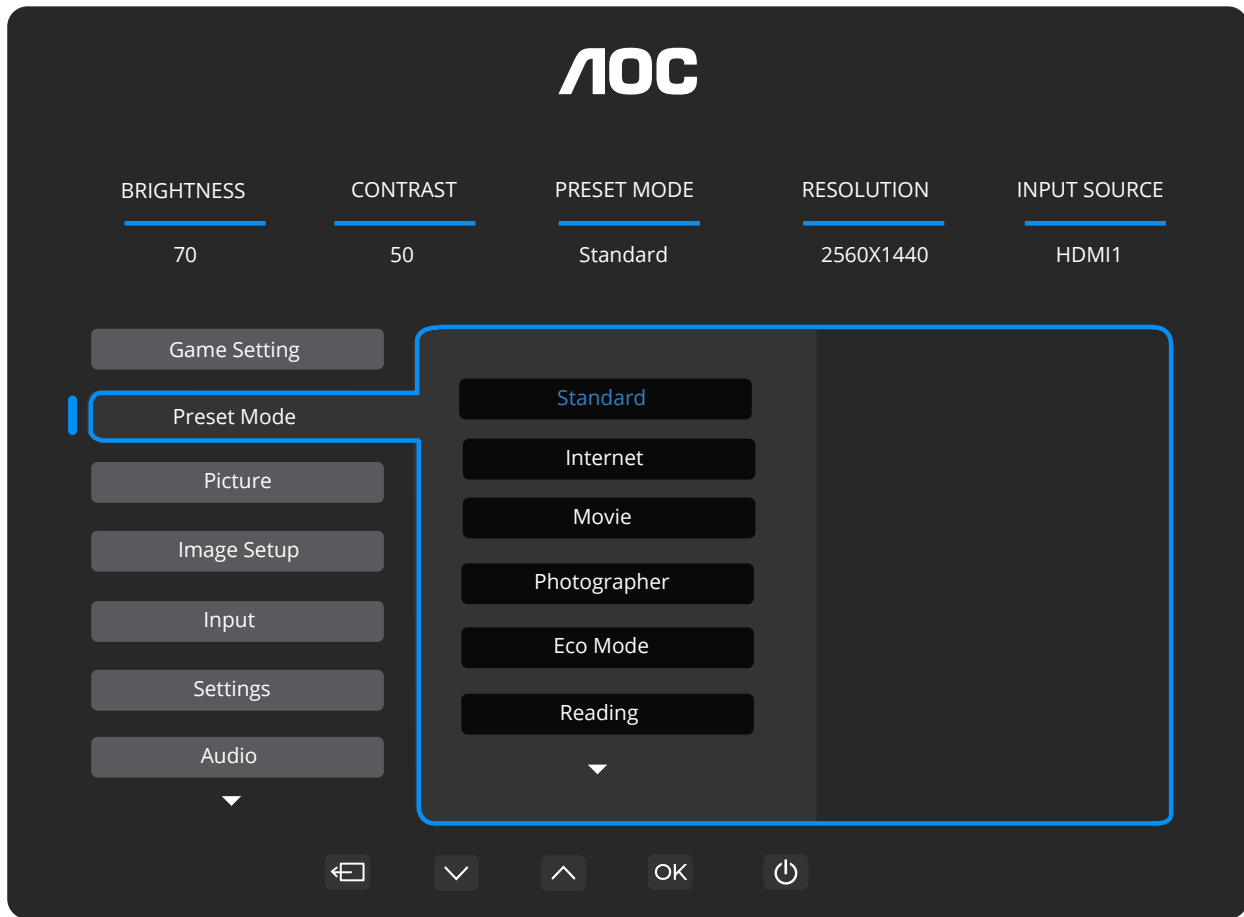 AOC
BRIGHTNESS CONTRAST PRESET MODE RESOLUTION INPUT SOURCE
70 50 Standard 2560X1440 HDMI1
Game Setting
Preset Mode
Picture
Image Setup
Input
Settings
Audio
Standard
Internet
Movie
Photographer
Eco Mode
Reading
OK